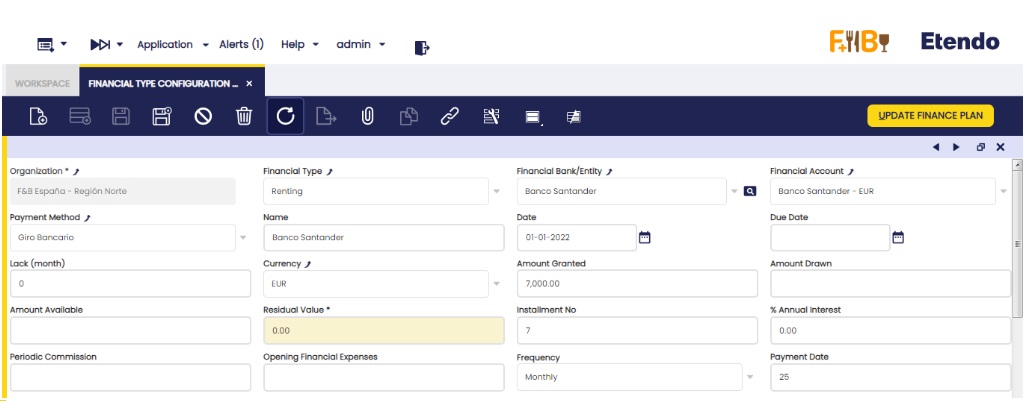 Application Alerts (1) Help admin
F+B Etendo
WORKSPACE FINANCIAL TYPE CONFIGURATION ... ×
UPDATE FINANCE PLAN
Organization * Financial Type Financial Bank/Entity Financial Account
F&B España - Región Norte Renting Banco Santander Banco Santander - EUR
Payment Method Name Date Due Date
Giro Bancario Banco Santander 01-01-2022
Lack (month) Currency Amount Granted Amount Drawn
0 EUR 7,000.00
Amount Available Residual Value * Installment No % Annual Interest
0.00 7 0.00
Periodic Commission Opening Financial Expenses Frequency Payment Date
Monthly 25